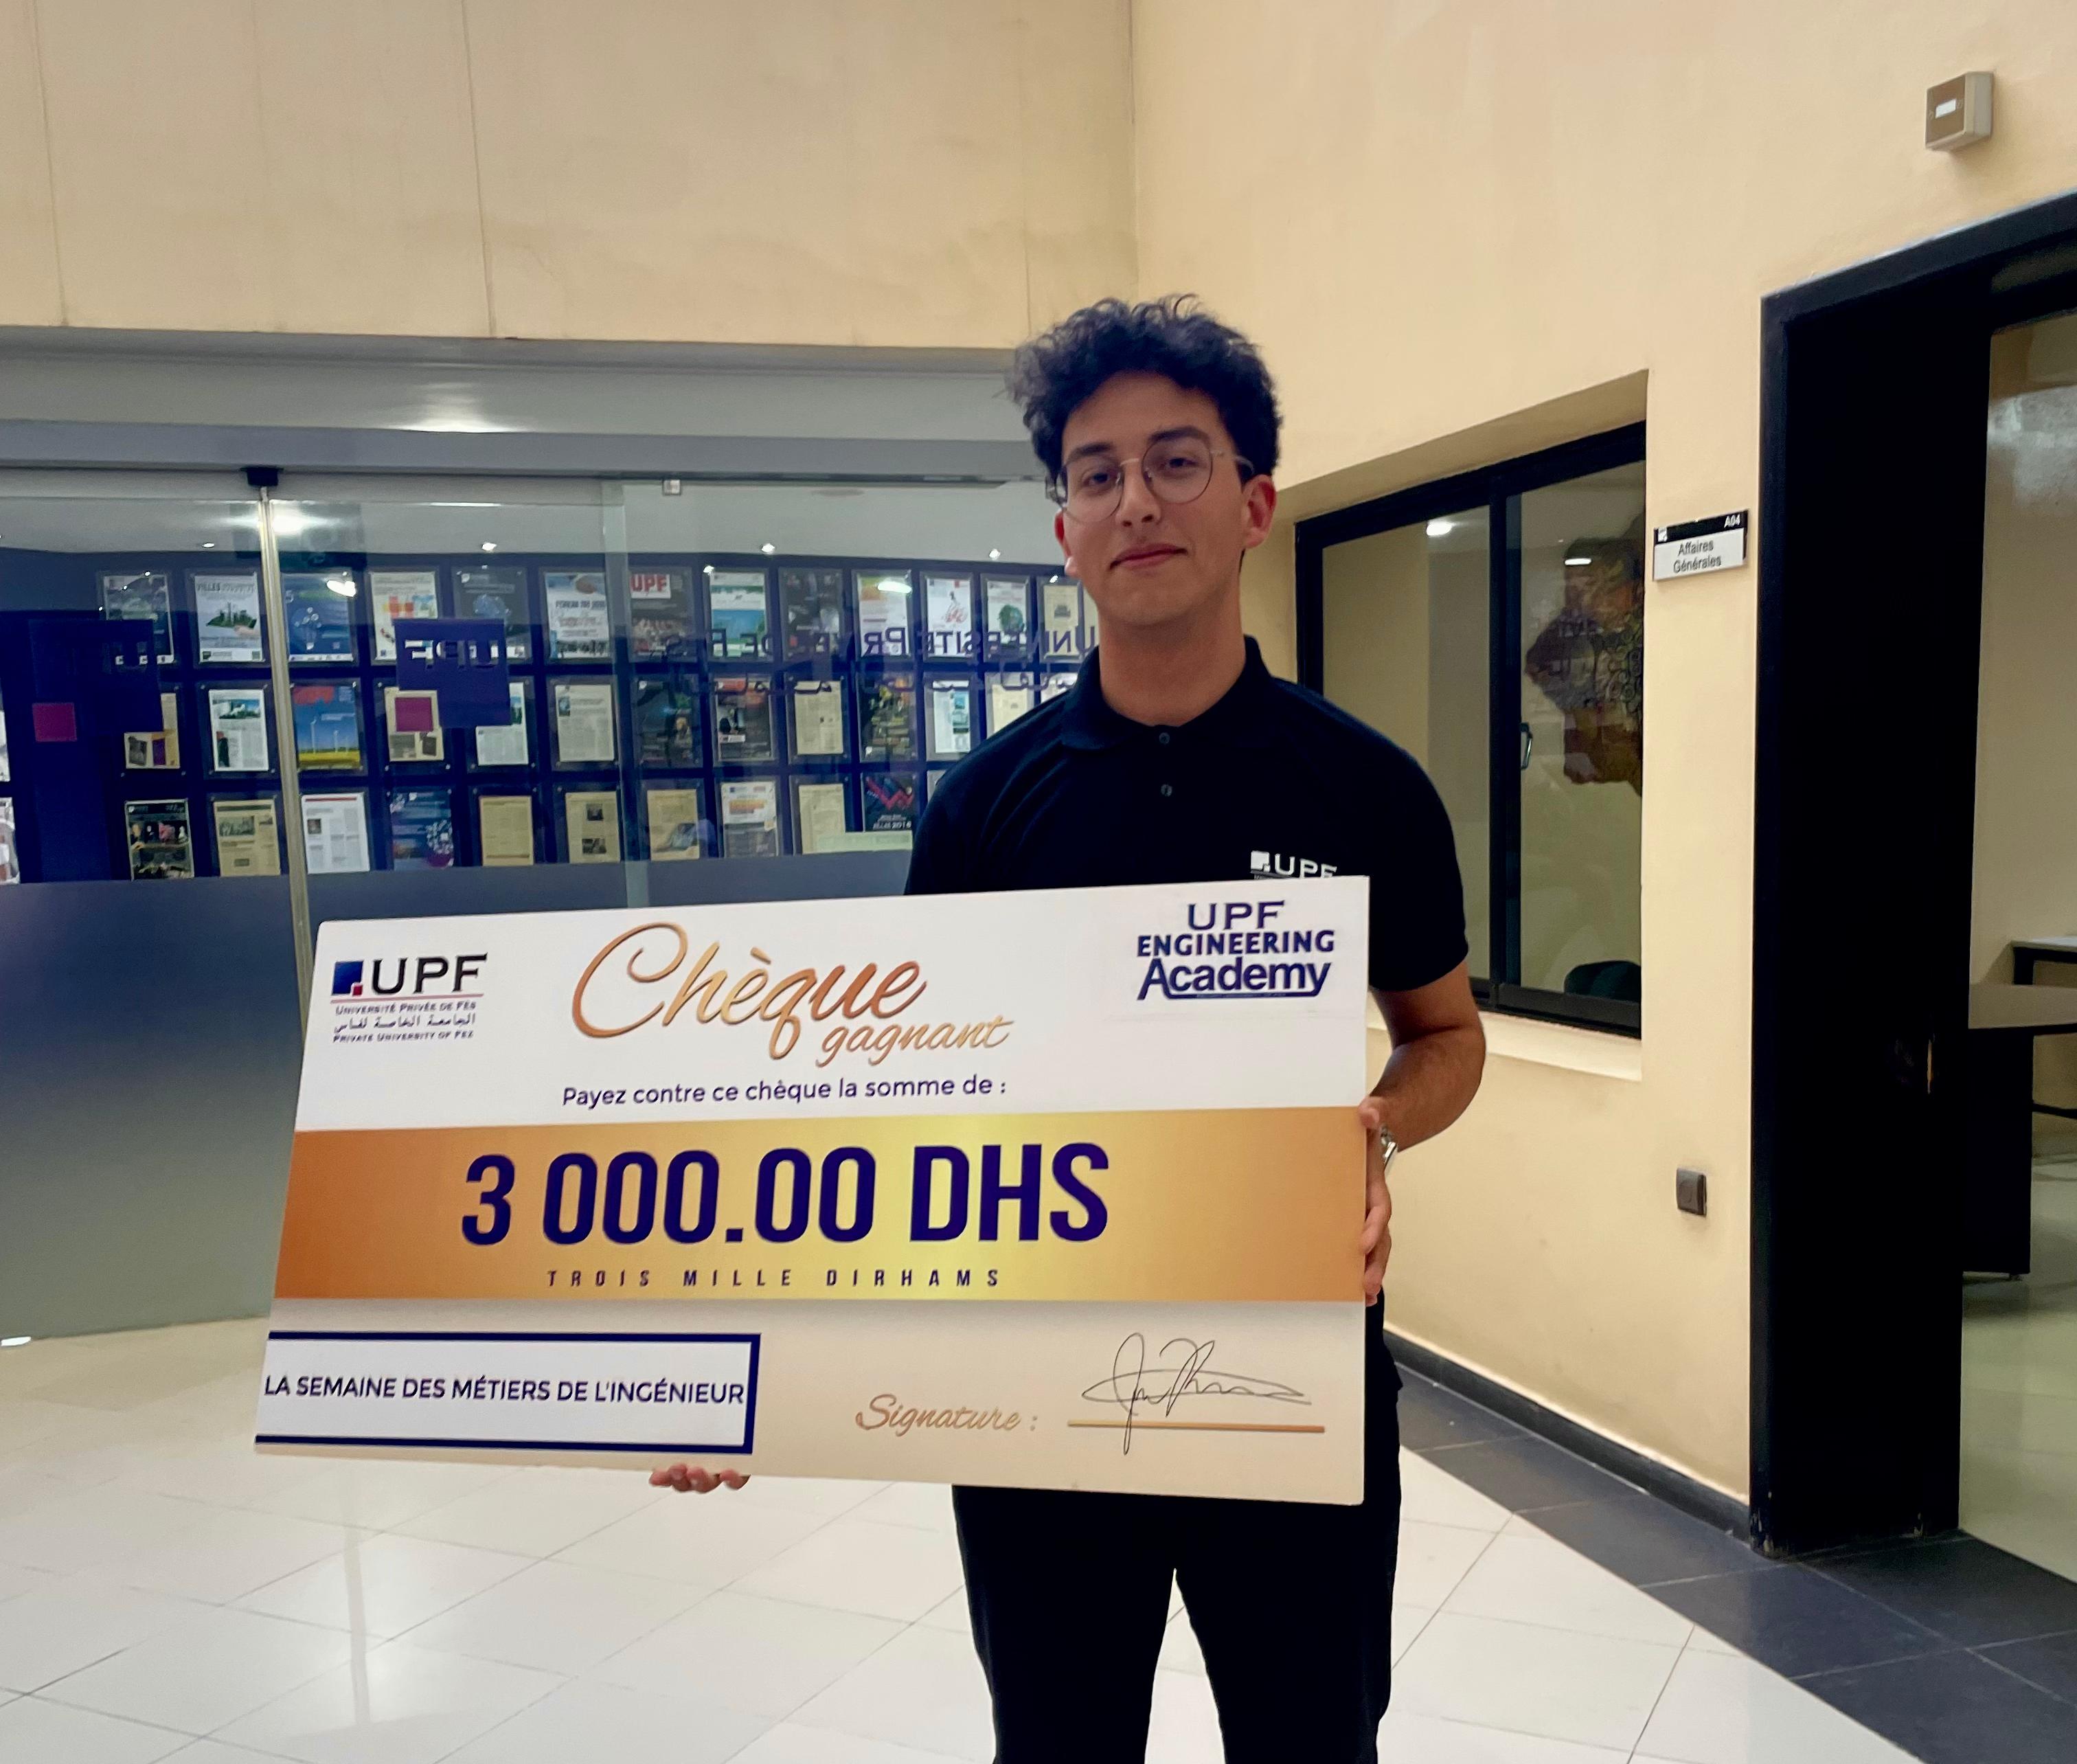 UPF
A04
Affaires
Générales
UPF
UPF
UNIVERSITÉ PRIVÉE DE FÈS
الجامعة الخاصة لفاس
PRIVATE UNIVERSITY OF FEZ
Chèque
gagnant
UPF
ENGINEERING
Academy
Payez contre ce chèque la somme de :
3 000.00 DHS
TROIS MILLE DIRHAMS
LA SEMAINE DES MÉTIERS DE L'INGÉNIEUR
Signature :